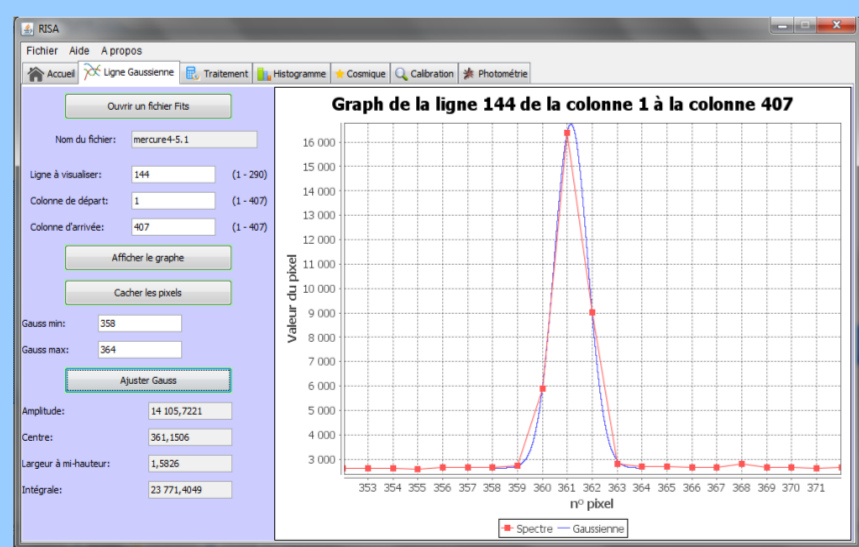 RISA
Fichier Aide A propos
Accueil Ligne Gaussienne Traitement Histogramme Cosmique Calibration Photométrie
Ouvrir un fichier Fits
Nom du fichier: mercure4-5.1
Ligne à visualiser: 144 (1 - 290)
Colonne de départ: 1 (1 - 407)
Colonne d'arrivée: 407 (1 - 407)
Afficher le graphe
Cacher les pixels
Gauss min: 358
Gauss max: 364
Ajuster Gauss
Amplitude: 14 105,7221
Centre: 361,1506
Largeur à mi-hauteur: 1,5826
Intégrale: 23 771,4049
Graph de la ligne 144 de la colonne 1 à la colonne 407
Valeur du pixel
16 000
15 000
14 000
13 000
12 000
11 000
10 000
9 000
8 000
7 000
6 000
5 000
4 000
3 000
353 354 355 356 357 358 359 360 361 362 363 364 365 366 367 368 369 370 371
n° pixel
Spectre Gaussienne